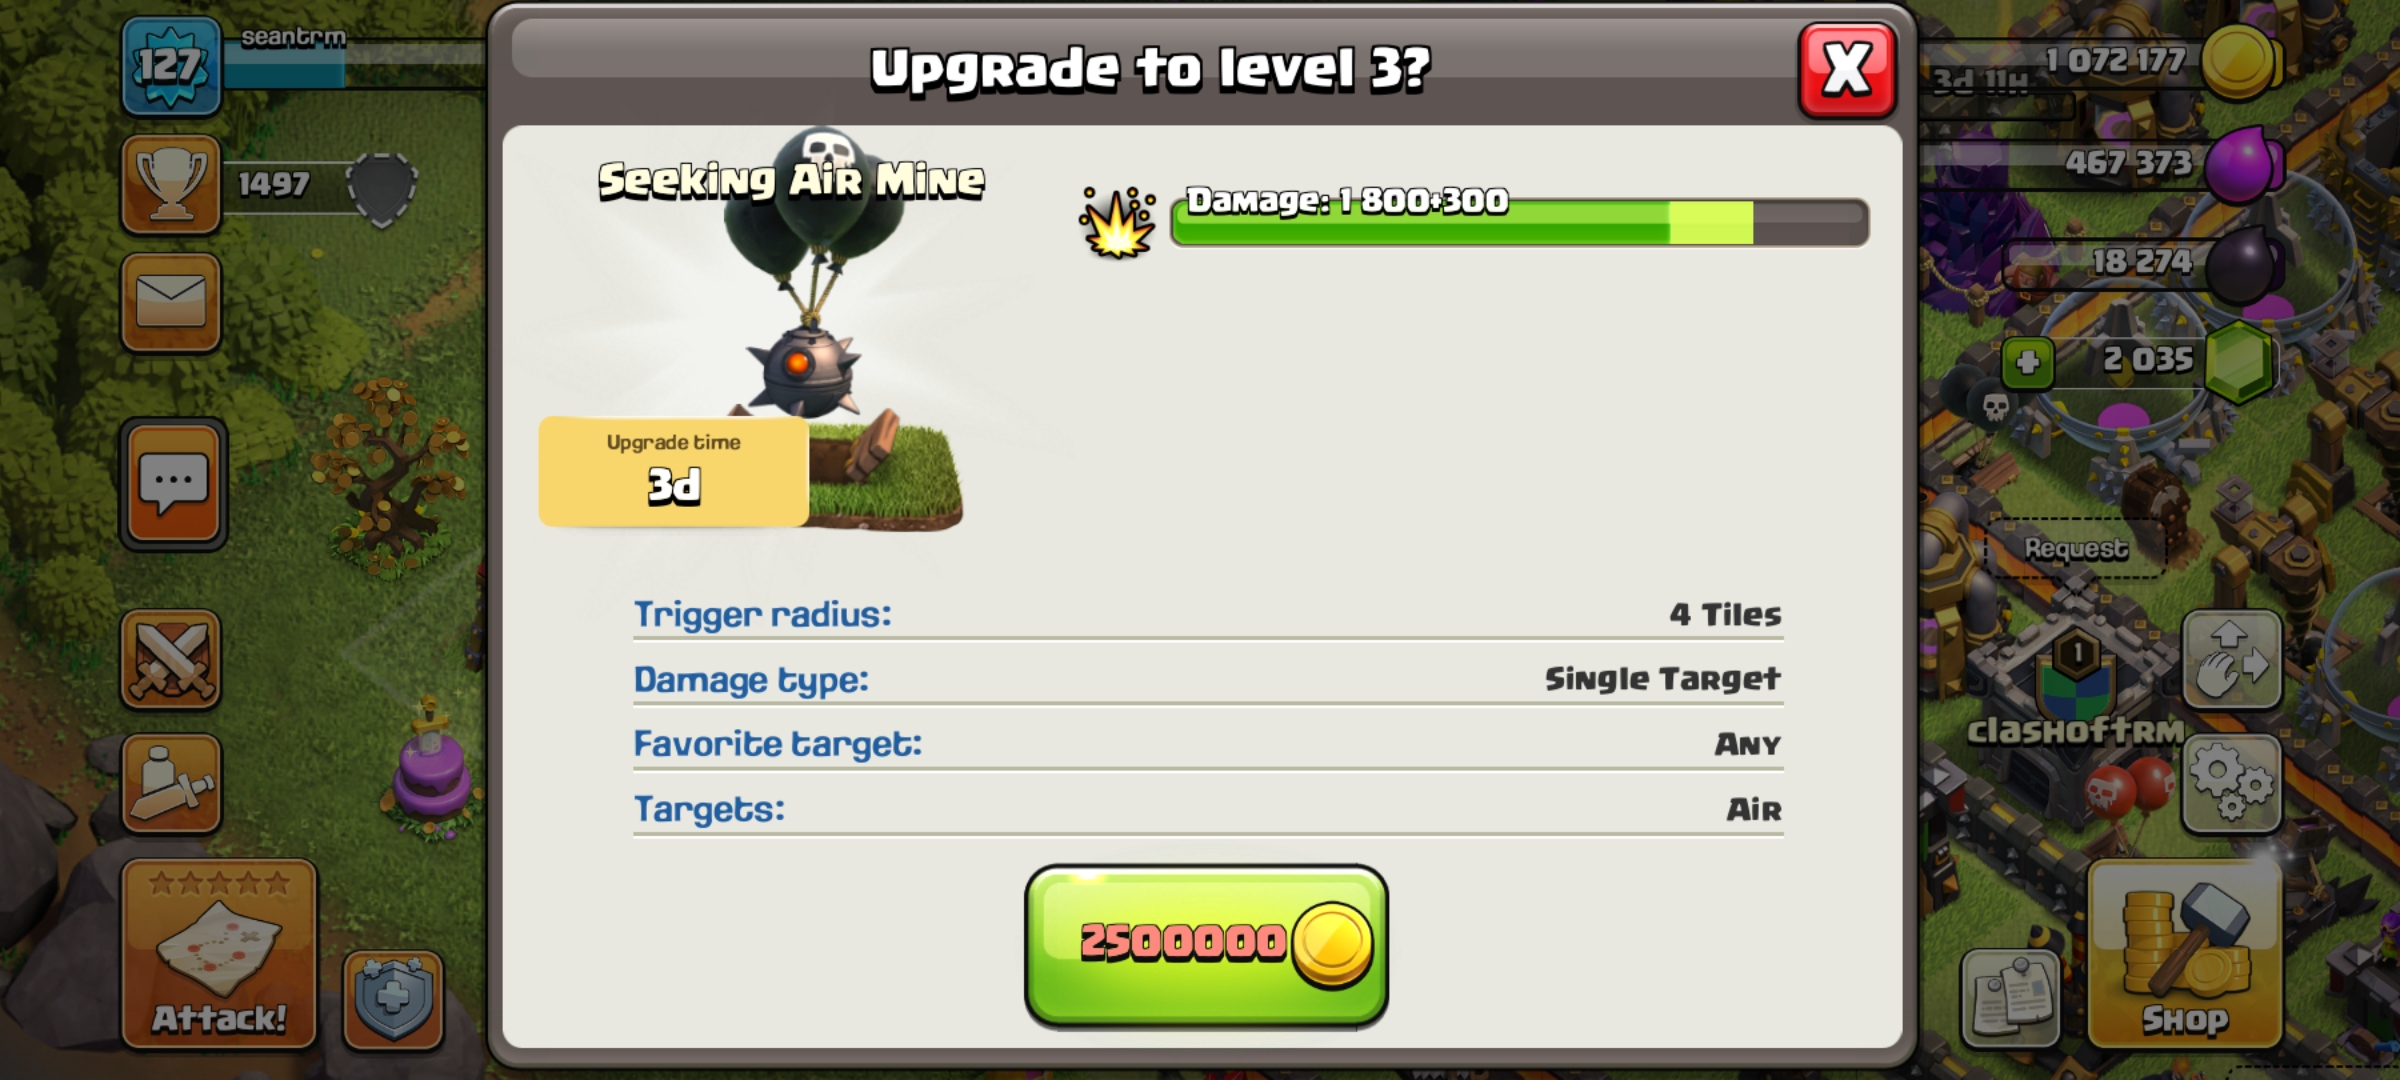 127
seantrm
Upgrade to level 3?
X
1 072 177
3d 11H
1497
Seeking Air Mine
Damage: 1 800+300
467 373
18 274
2 035
Upgrade time
3d
Request
Trigger radius: 4 Tiles
Damage type: Single Target
Favorite target: Any
Targets: Air
1
clashoftrm
2500000
Attack!
Shop